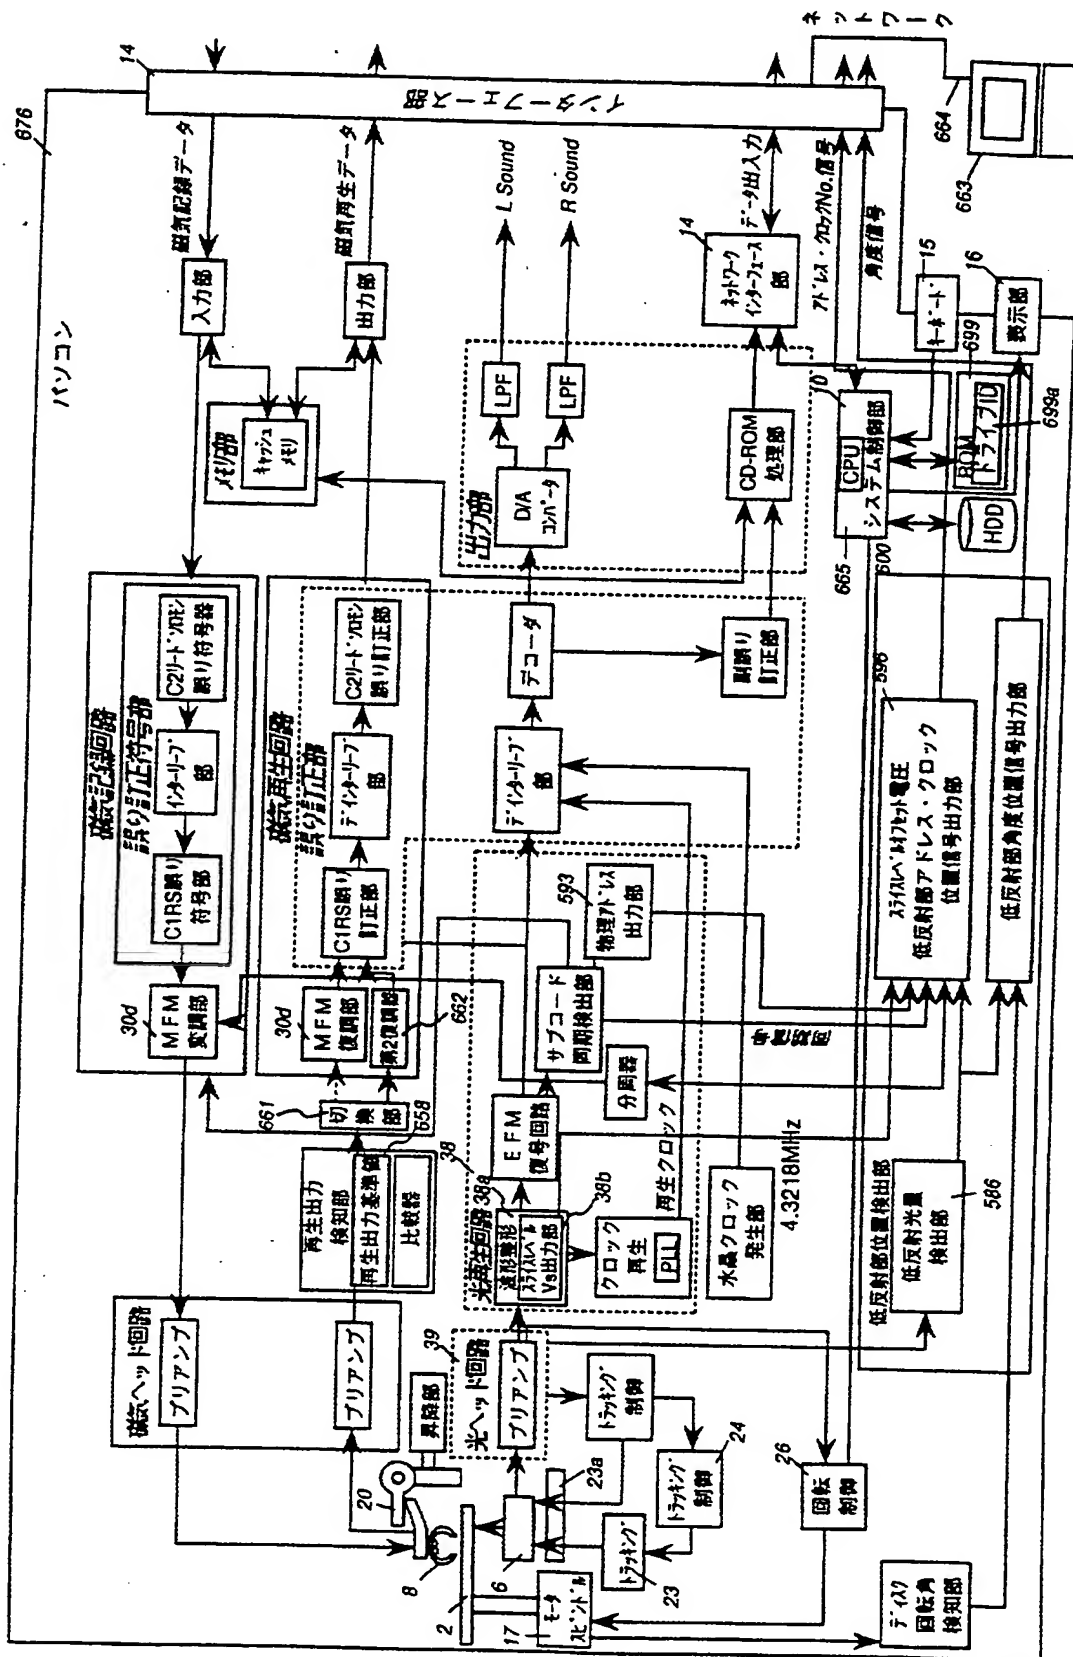 676
パソコン
14
インターフェース部
磁気記録データ
磁気再生データ
入力部
出力部
メモリ部
キャッシュ
メモリ
磁気記録回路
誤り訂正符号部
C2リードソロモン
誤り符号器
インターリーブ
部
C1RS誤り
符号部
30d
MFM
変調部
磁気再生回路
誤り訂正部
C2リードソロモン
誤り訂正部
デインターリーブ
部
C1RS誤り
訂正部
30d
MFM
復調部
第2復調器
662
661
切
換
部
658
再生出力
検知部
再生出力基準値
比較器
磁気ヘッド回路
プリアンプ
プリアンプ
昇降部
20
8
2
6
17
モータ
スピンドル
L Sound
R Sound
LPF
LPF
出力部
D/A
コンバータ
CD-ROM
処理部
デコーダ
副誤り
訂正部
デインターリーブ
部
14
ネットワーク
インターフェース
部
データ出入力
アドレス・クロックNo.信号
角度信号
ネットワーク
664
663
15
キーボード
16
表示部
699
ROM
ドライブID
699a
10
CPU
システム制御部
665
600
HDD
38
光再生回路
38a
波形整形
スライスレベル
Vs出力部
38b
EFM
復号回路
クロック
再生
PLL
再生クロック
サブコード
同期検出部
分周器
593
物理アドレス
出力部
同期信号
水晶クロック
発生部
4.3218MHz
39
光ヘッド回路
プリアンプ
トラッキング
制御
23a
トラッキング
制御
24
トラッキング
23
26
回転
制御
ディスク
回転角
検知部
低反射部位置検出部
低反射光量
検出部
586
596
スライスレベルオフセット電圧
低反射部アドレス・クロック
位置信号出力部
低反射部角度位置信号出力部